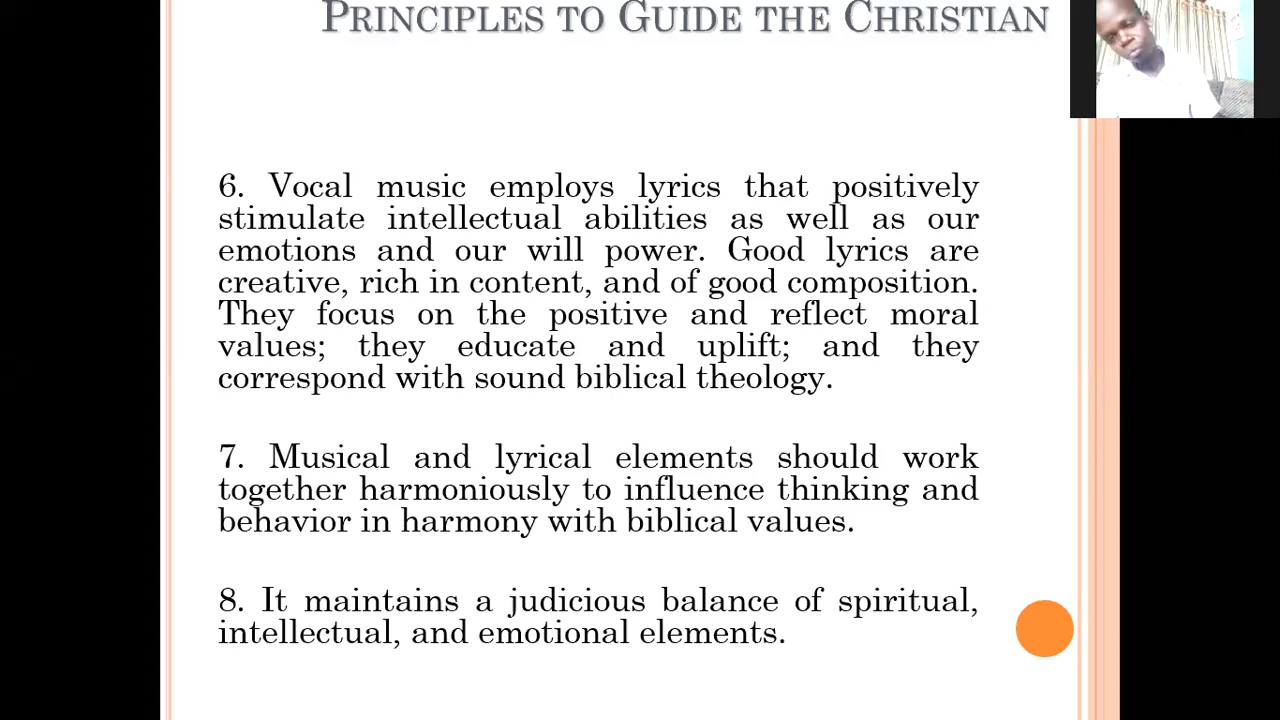 PRINCIPLES TO GUIDE THE CHRISTIAN
6. Vocal music employs lyrics that positively
stimulate intellectual abilities as well as our
emotions and our will power. Good lyrics are
creative, rich in content, and of good composition.
They focus on the positive and reflect moral
values; they educate and uplift; and they
correspond with sound biblical theology.
7. Musical and lyrical elements should work
together harmoniously to influence thinking and
behavior in harmony with biblical values.
8. It maintains a judicious balance of spiritual,
intellectual, and emotional elements.